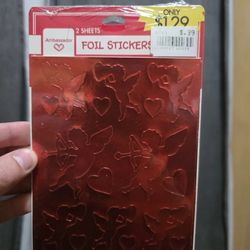 2 SHEETS
Ambassador
FOIL STICKERS
ONLY
$1.29
$.39